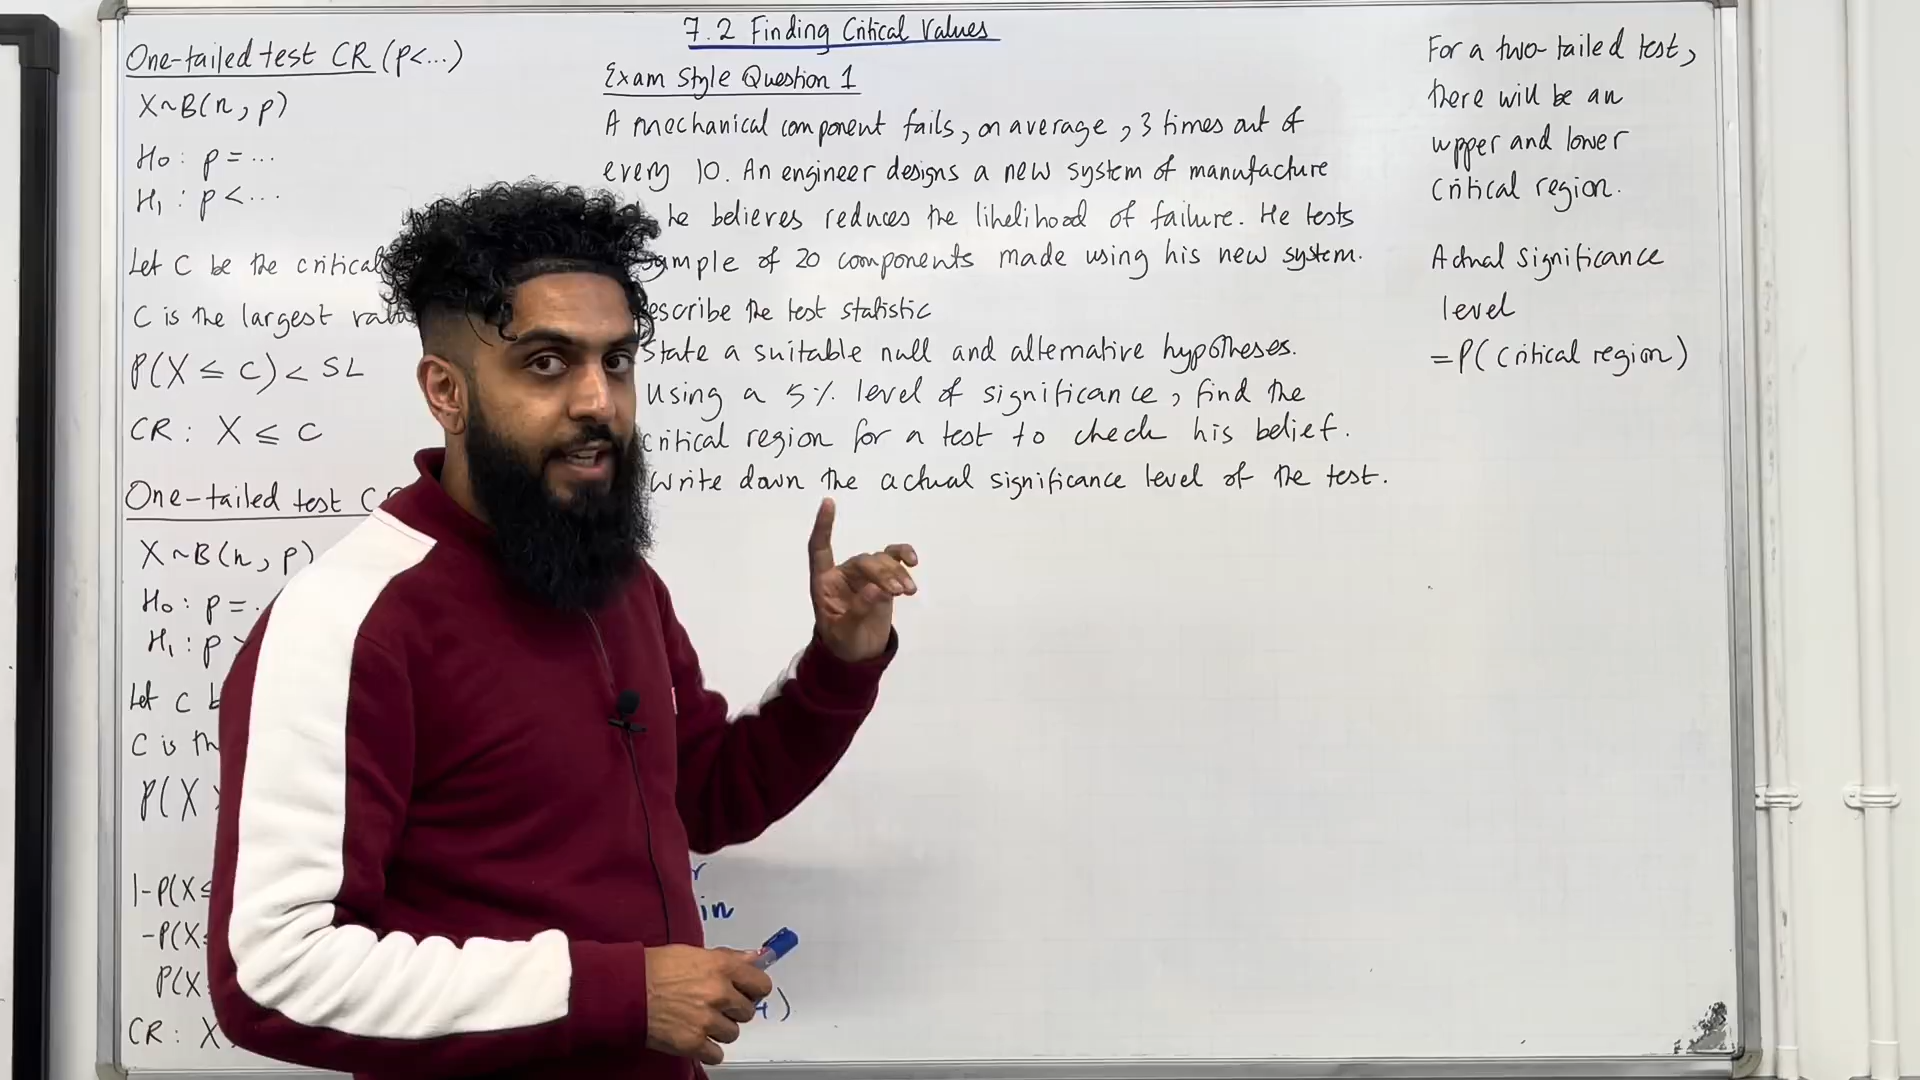 7.2 Finding Critical Values
One-tailed test CR (p<...)
X~B(n, p)
H₀: p = ...
H₁: p < ...
Let C be the critical
C is the largest
P(X ≤ C) < SL
CR: X ≤ C
One-tailed test
X~B(n, p)
H₀: p = .
H₁: p
Let C
C is
P(X
1-P(X ≤
-P(X
P(X
CR: X
Exam Style Question 1
A mechanical component fails, on average, 3 times out of
every 10. An engineer designs a new system of manufacture
he believes reduces the likelihood of failure. He tests
sample of 20 components made using his new system.
escribe the test statistic
State a suitable null and alternative hypotheses.
Using a 5% level of significance, find the
critical region for a test to check his belief.
Write down the actual significance level of the test.
in
For a two-tailed test,
there will be an
upper and lower
critical region.
Actual significance
level
=P(critical region)